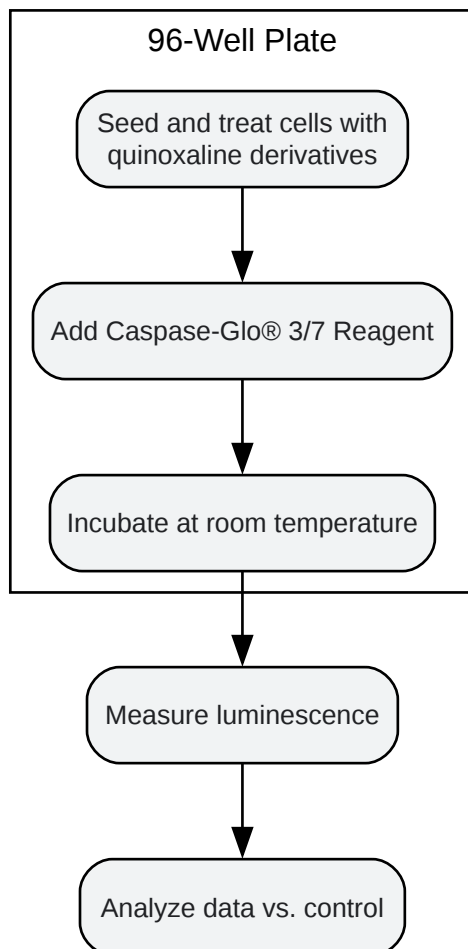 96-Well Plate
Seed and treat cells with
quinoxaline derivatives
Add Caspase-Glo® 3/7 Reagent
Incubate at room temperature
Measure luminescence
Analyze data vs. control